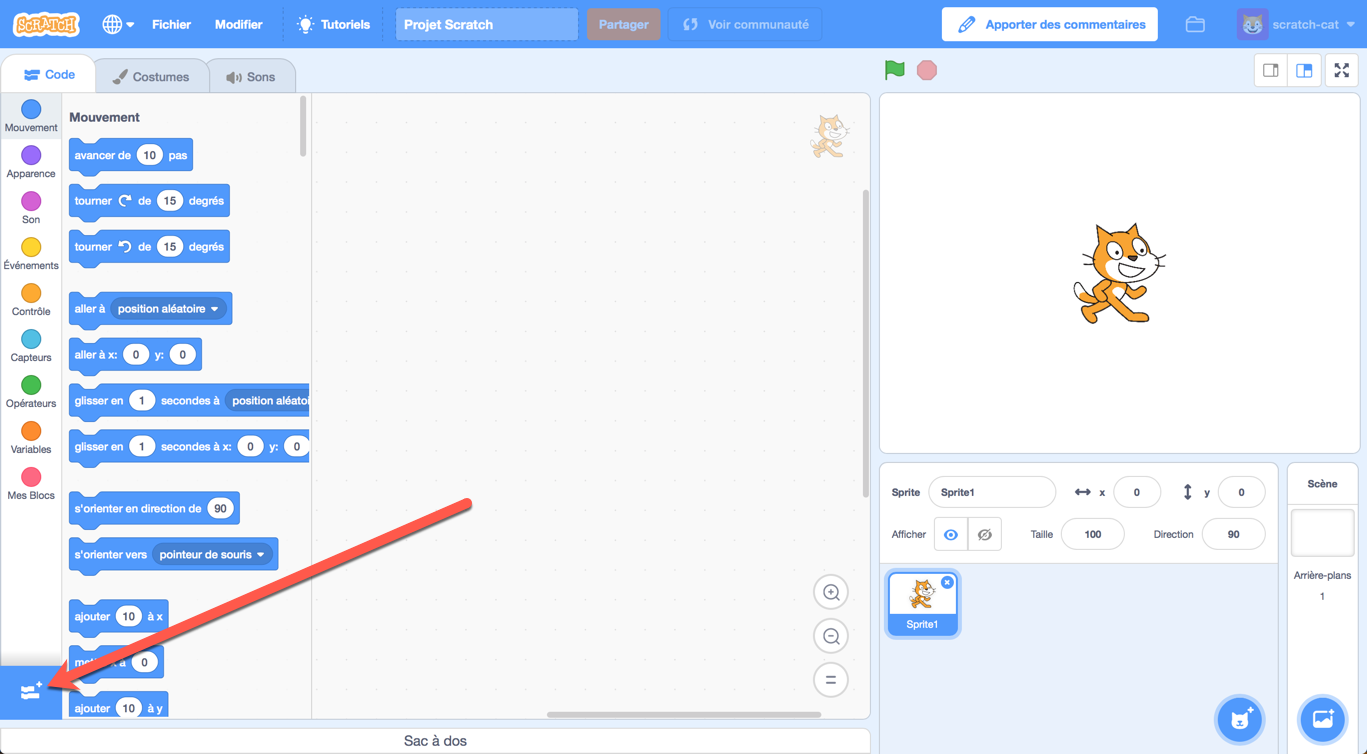 SCRATCH Fichier Modifier Tutoriels Projet Scratch Partager Voir communauté Apporter des commentaires scratch-cat
Code Costumes Sons
Mouvement
Apparence
Son
Événements
Contrôle
Capteurs
Opérateurs
Variables
Mes Blocs
Mouvement
avancer de 10 pas
tourner de 15 degrés
tourner de 15 degrés
aller à position aléatoire
aller à x: 0 y: 0
glisser en 1 secondes à position aléatoi
glisser en 1 secondes à x: 0 y: 0
s'orienter en direction de 90
s'orienter vers pointeur de souris
ajouter 10 à x
à 0
ajouter 10 à y
Sac à dos
Sprite Sprite1 x 0 y 0
Afficher Taille 100 Direction 90
Sprite1
Scène
Arrière-plans
1